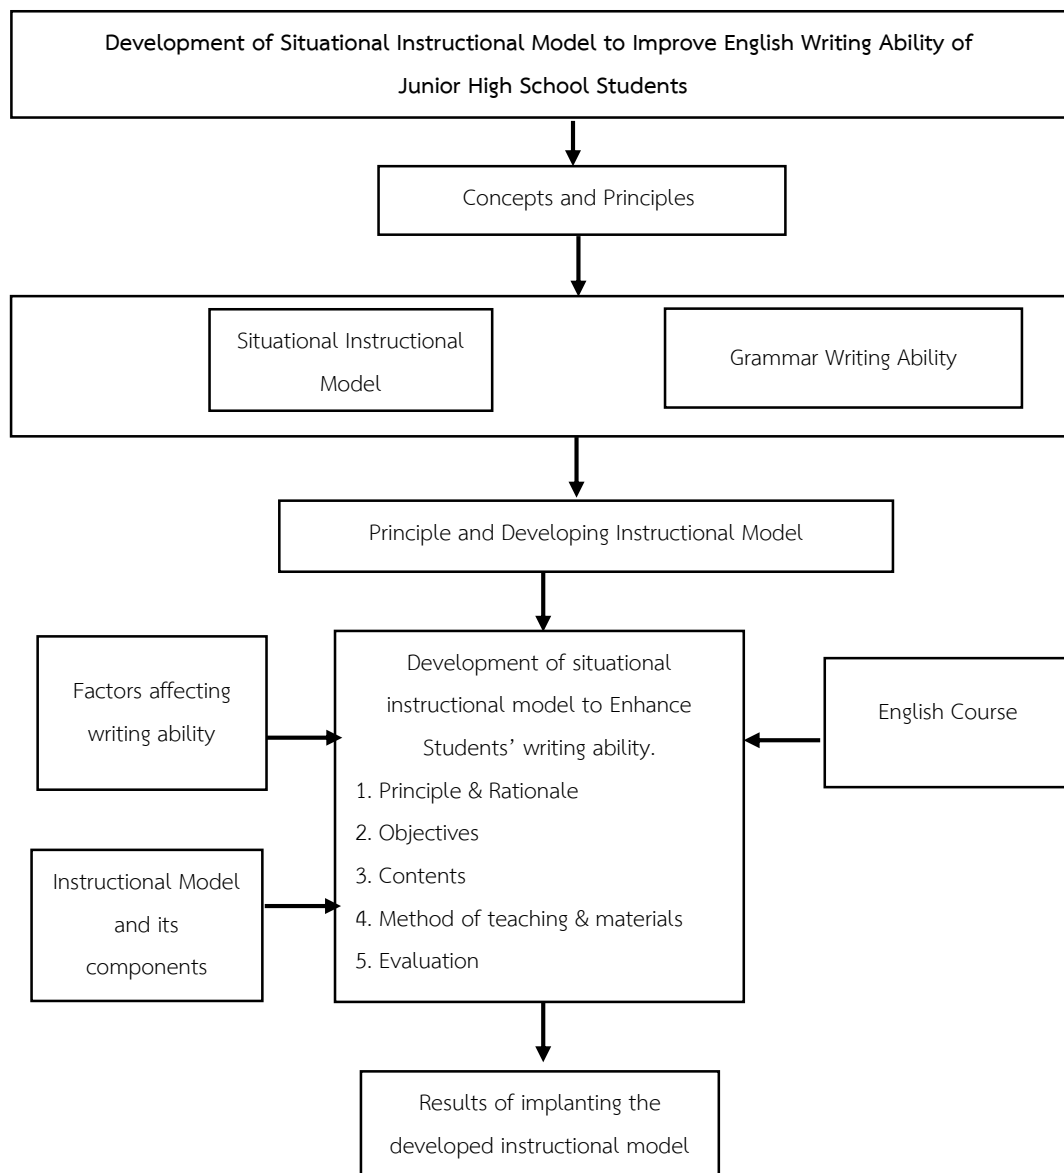 Development of Situational Instructional Model to Improve English Writing Ability of
Junior High School Students
Concepts and Principles
Situational Instructional
Model
Grammar Writing Ability
Principle and Developing Instructional Model
Factors affecting
writing ability
Development of situational
instructional model to Enhance
Students’ writing ability.
1. Principle & Rationale
2. Objectives
3. Contents
4. Method of teaching & materials
5. Evaluation
English Course
Instructional Model
and its
components
Results of implanting the
developed instructional model